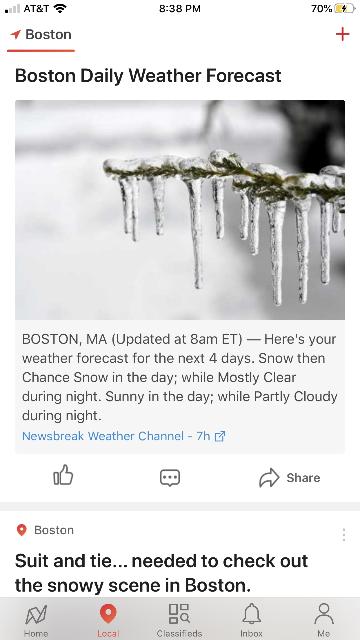 AT&T 8:38 PM 70%
Boston
Boston Daily Weather Forecast
BOSTON, MA (Updated at 8am ET) — Here's your
weather forecast for the next 4 days. Snow then
Chance Snow in the day; while Mostly Clear
during night. Sunny in the day; while Partly Cloudy
during night.
Newsbreak Weather Channel - 7h
Share
Boston
Suit and tie... needed to check out
the snowy scene in Boston.
Home Local Classifieds Inbox Me